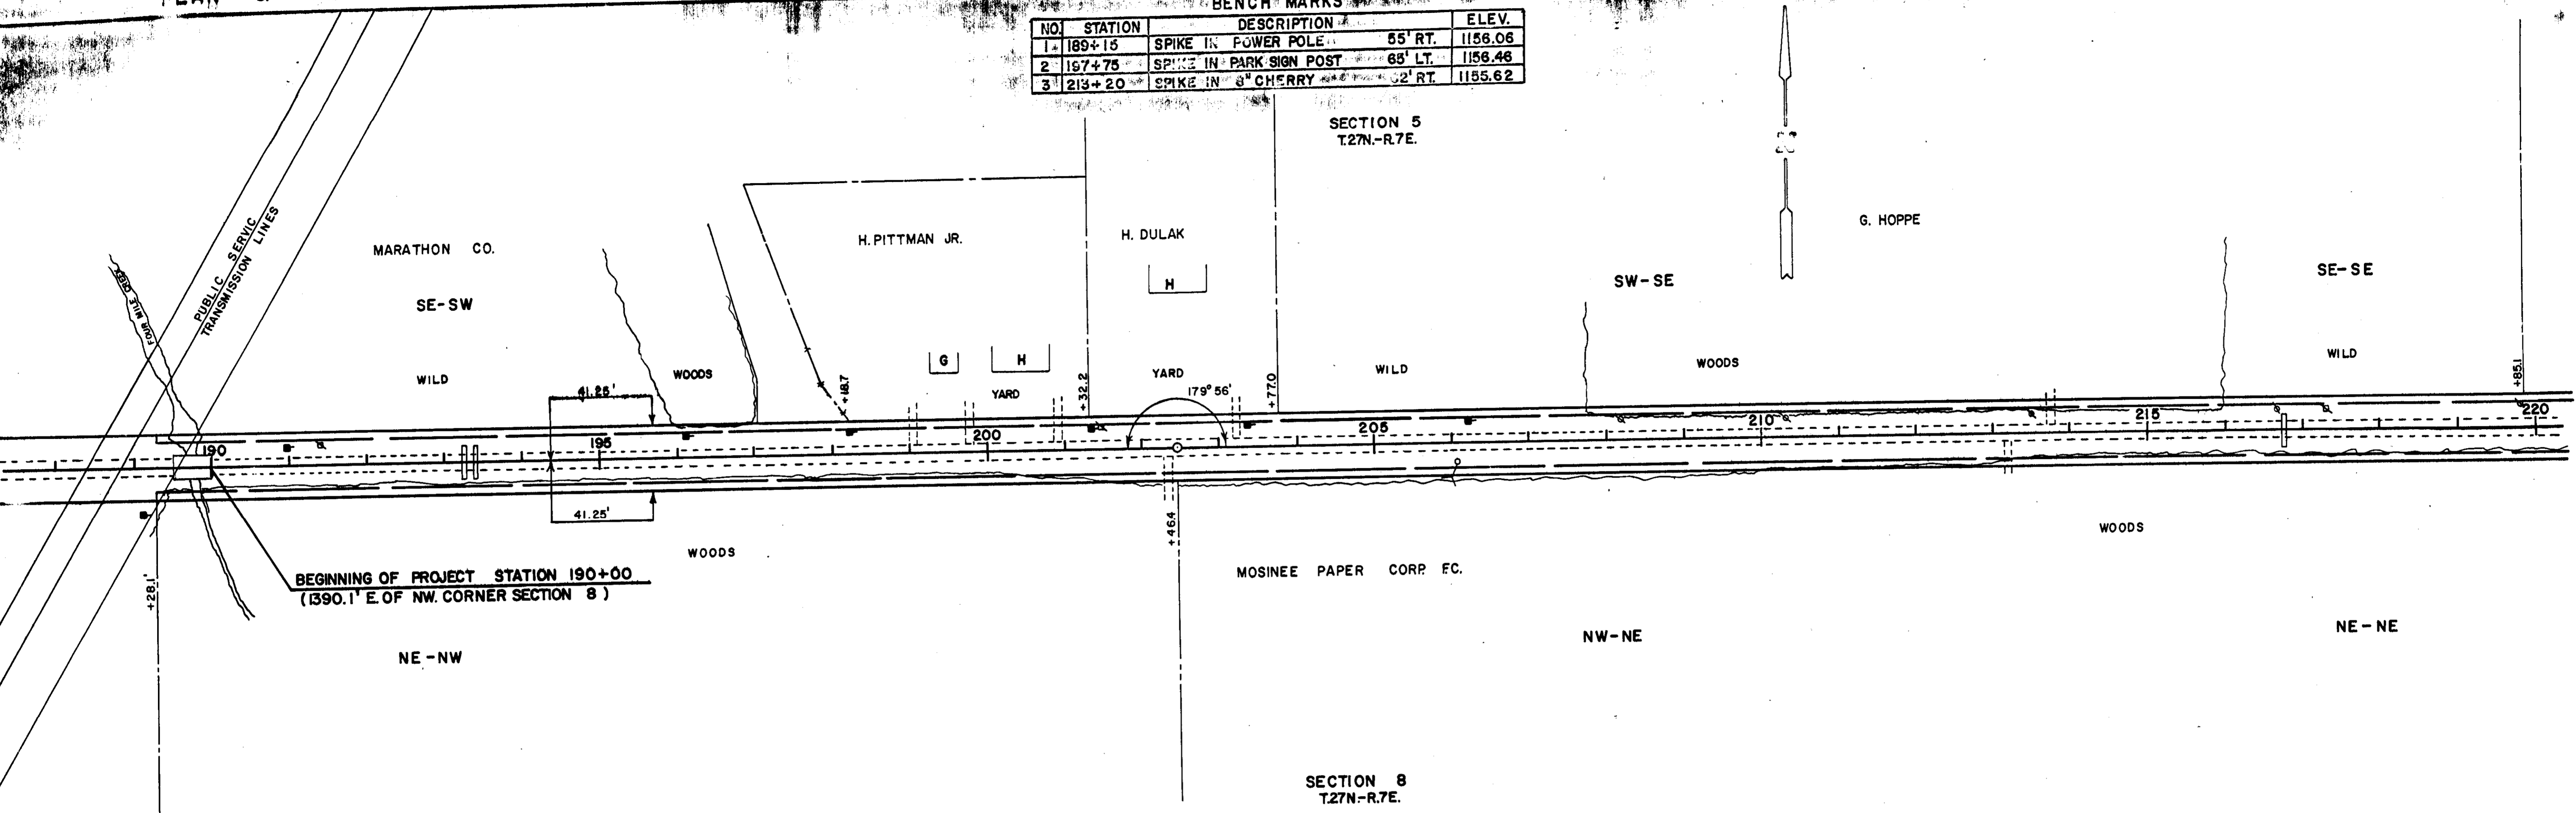 BENCH MARKS
NO. STATION DESCRIPTION ELEV.
1 189+15 SPIKE IN POWER POLE 55' RT. 1156.06
2 197+75 SPIKE IN PARK SIGN POST 65' LT. 1156.46
3 213+20 SPIKE IN 8" CHERRY RT. 1155.62
SECTION 5
T.27N.-R.7E.
PUBLIC SERVIC
TRANSMISSION LINES
FOUR MILE CREEK
MARATHON CO.
SE-SW
WILD
WOODS
H. PITTMAN JR.
G
H
YARD
H. DULAK
H
YARD
WILD
SW-SE
WOODS
G. HOPPE
SE-SE
WILD
41.25'
+18.7
+32.2
179° 56'
+77.0
+85.1
190
195
200
205
210
215
220
41.25'
+28.1'
+46.4
BEGINNING OF PROJECT STATION 190+00
(1390.1' E. OF NW. CORNER SECTION 8)
WOODS
MOSINEE PAPER CORP. FC.
WOODS
NE-NW
NW-NE
NE-NE
SECTION 8
T.27N.-R.7E.